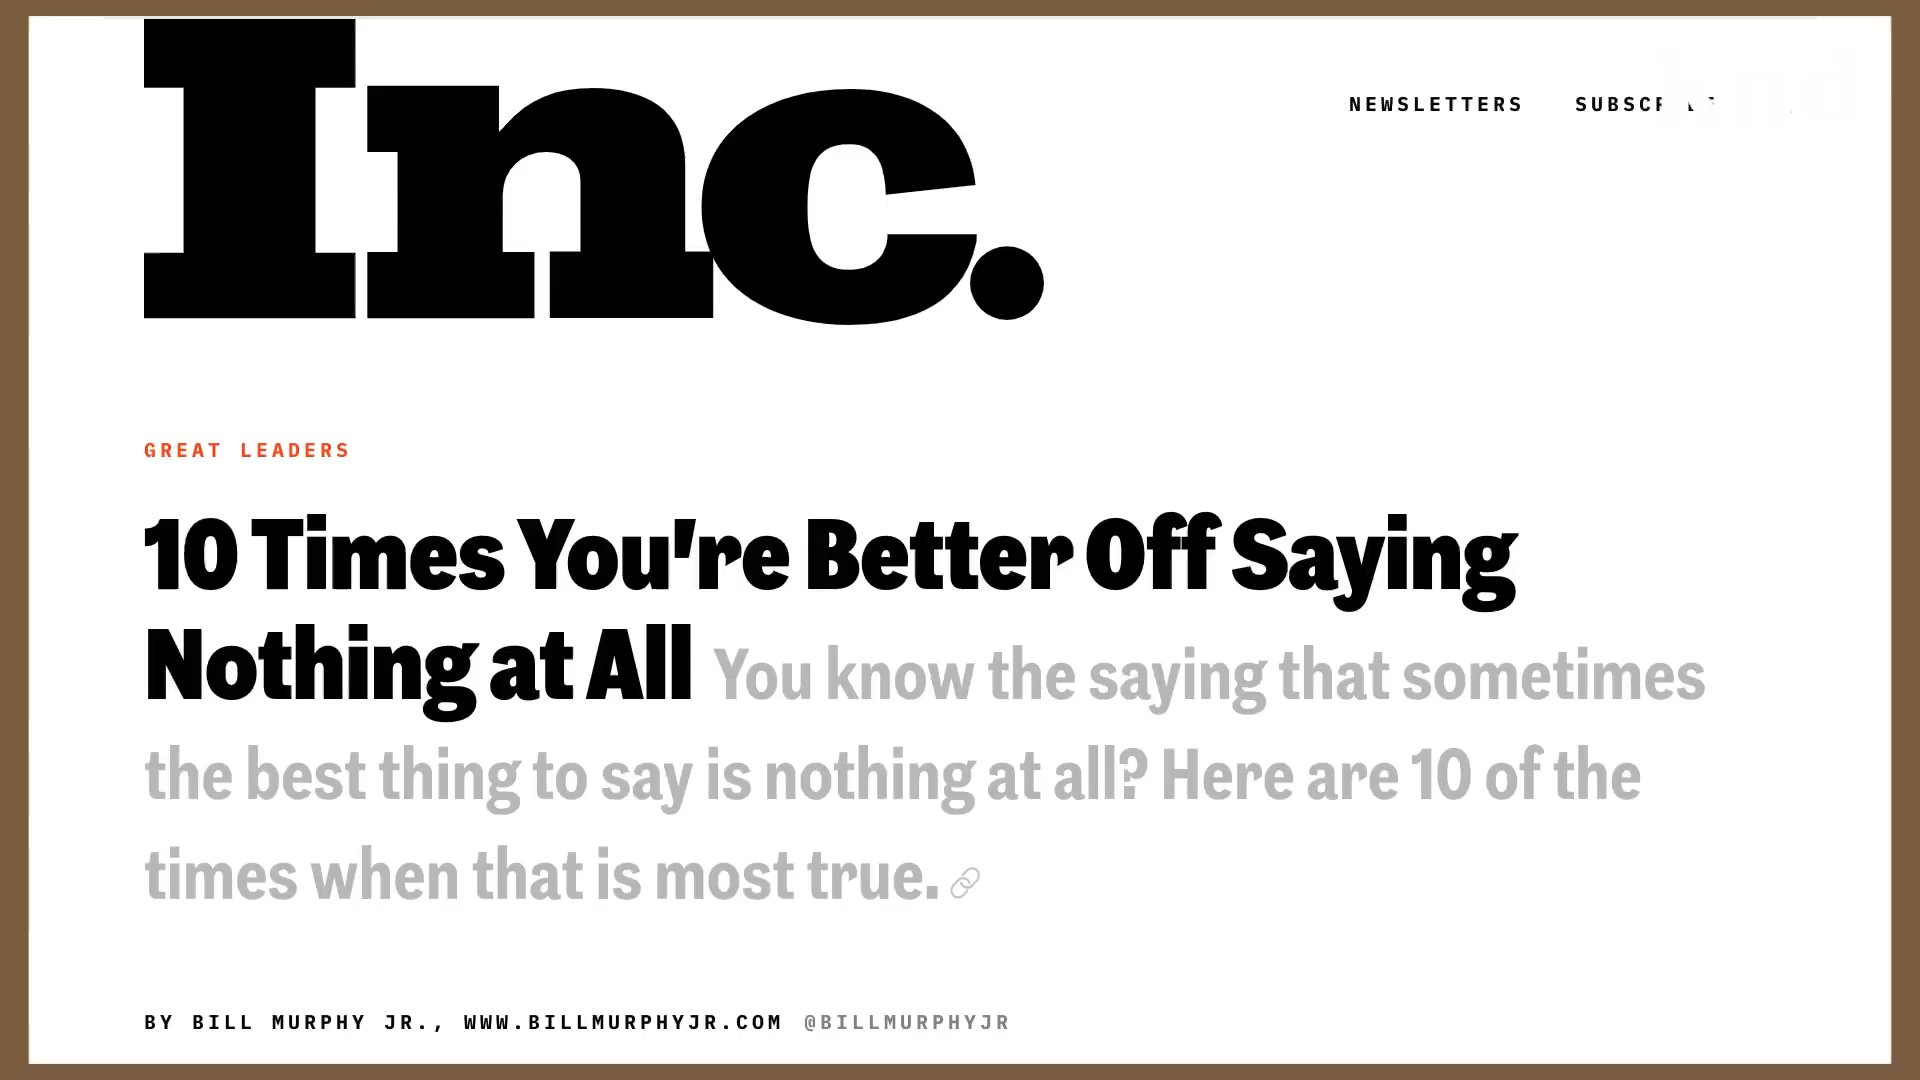 Inc.
NEWSLETTERS
GREAT LEADERS
10 Times You're Better Off Saying
Nothing at All You know the saying that sometimes
the best thing to say is nothing at all? Here are 10 of the
times when that is most true.
BY BILL MURPHY JR., WWW.BILLMURPHYJR.COM @BILLMURPHYJR